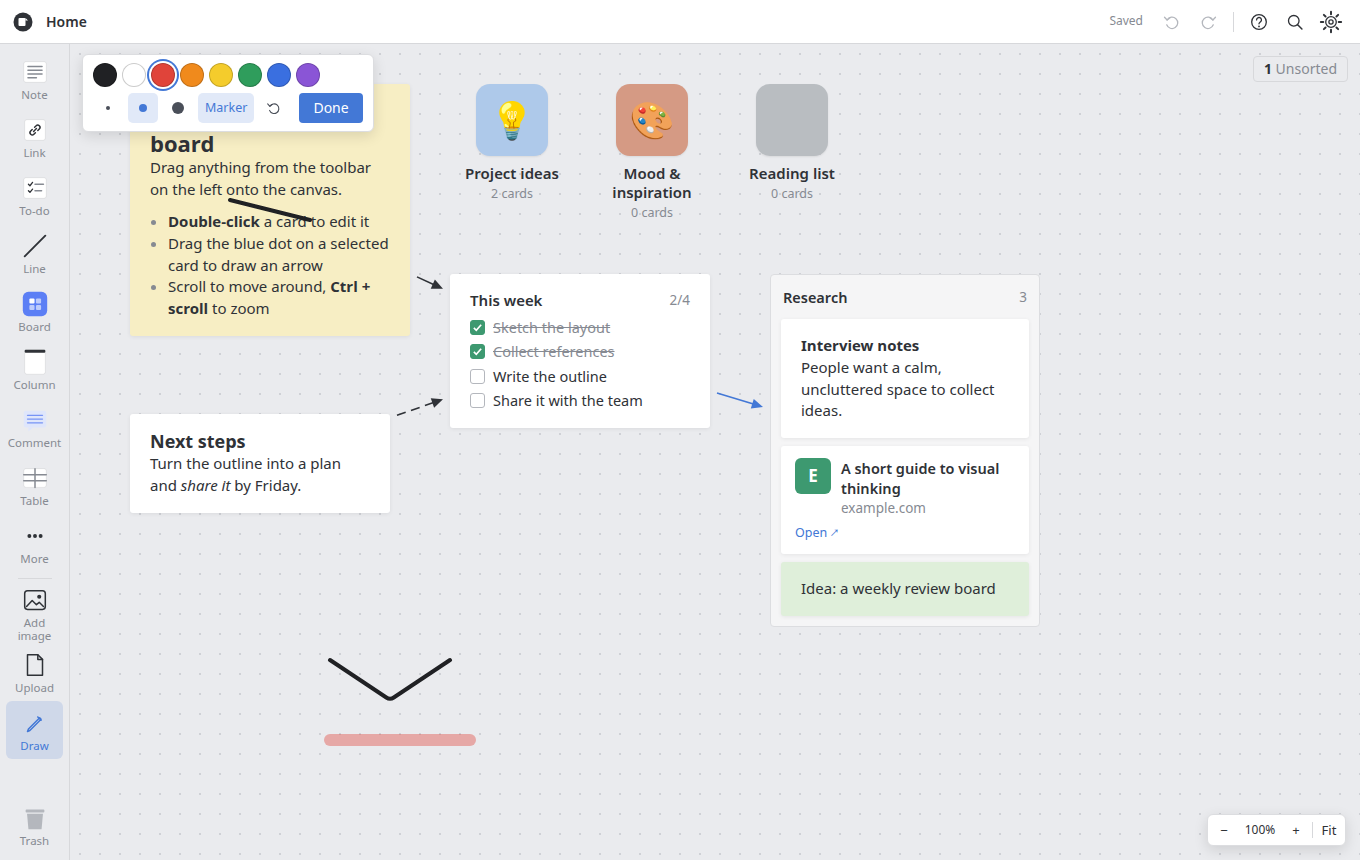 Home
Saved
1 Unsorted
Note
Link
To-do
Line
Board
Column
Comment
Table
More
Add
image
Upload
Draw
Trash
Marker
Done
board
Drag anything from the toolbar
on the left onto the canvas.
Double-click a card to edit it
Drag the blue dot on a selected
card to draw an arrow
Scroll to move around, Ctrl +
scroll to zoom
Project ideas
2 cards
Mood &
inspiration
0 cards
Reading list
0 cards
This week
2/4
Sketch the layout
Collect references
Write the outline
Share it with the team
Next steps
Turn the outline into a plan
and share it by Friday.
Research
3
Interview notes
People want a calm,
uncluttered space to collect
ideas.
E
A short guide to visual
thinking
example.com
Open ↗
Idea: a weekly review board
− 100% + Fit